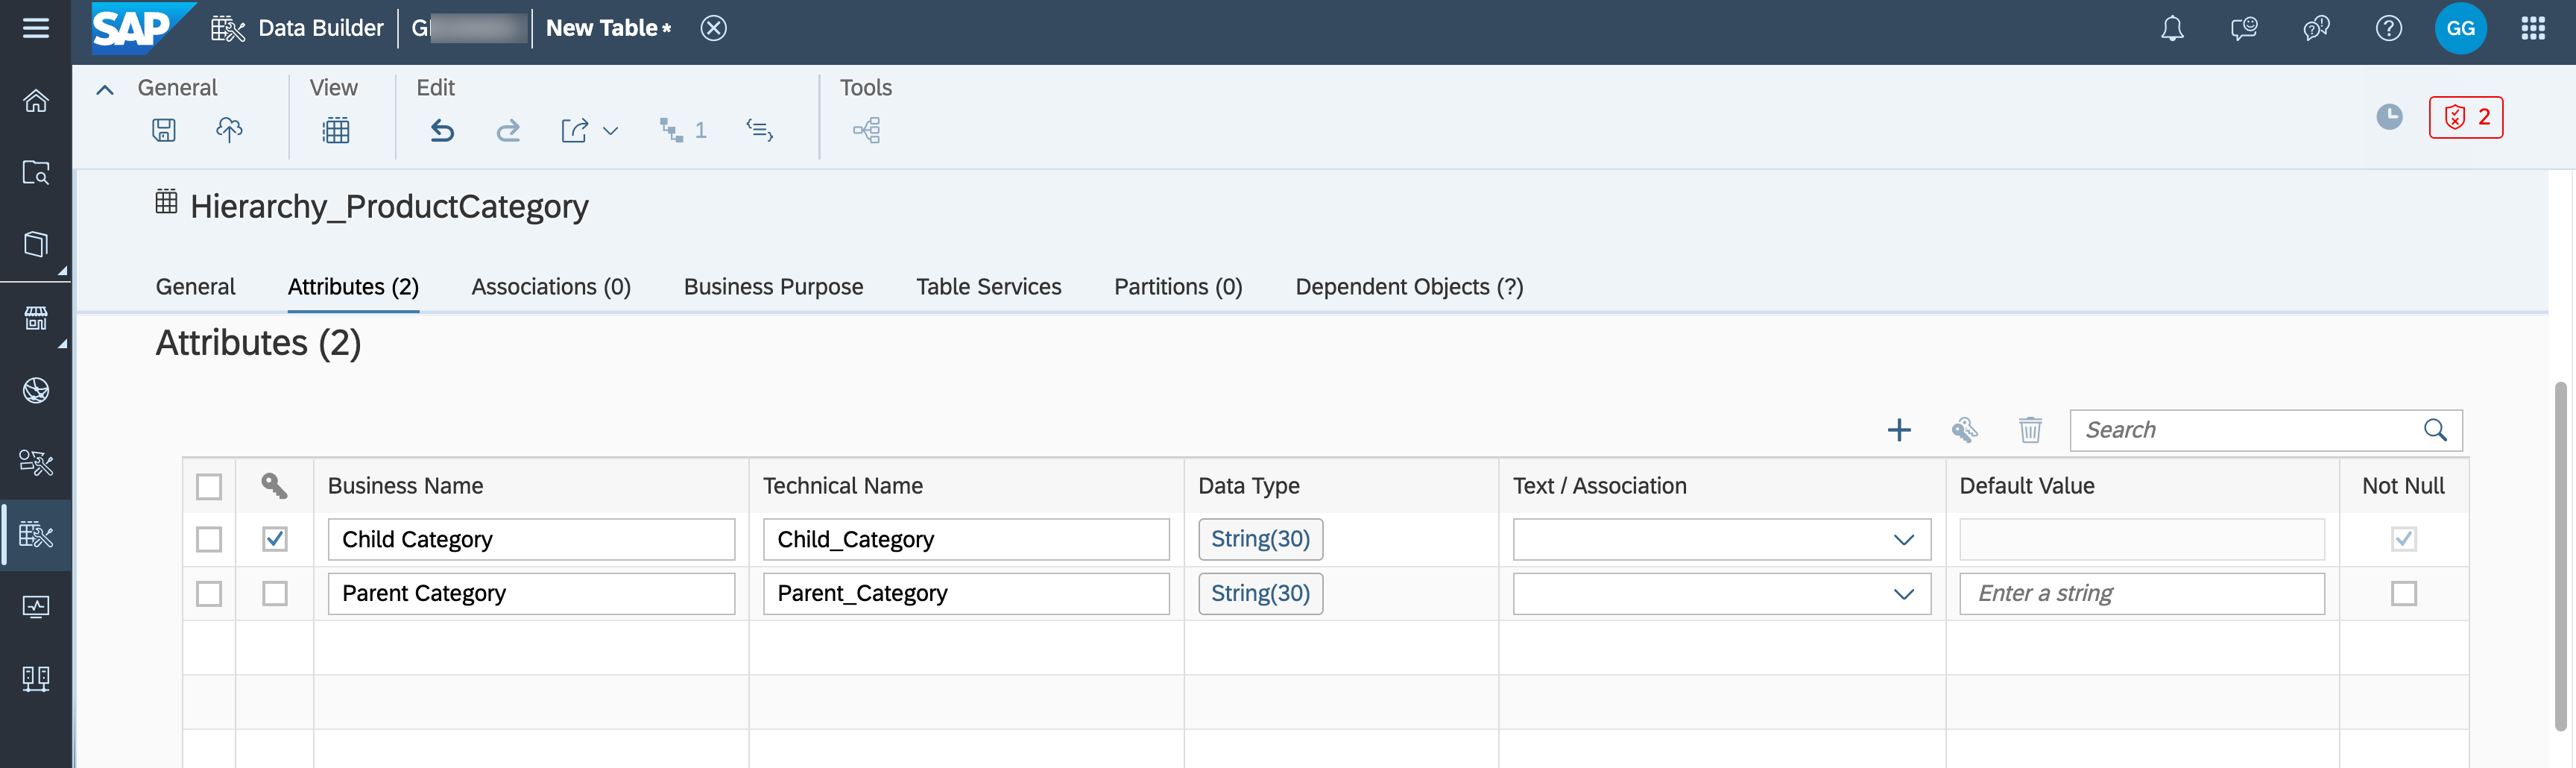 SAP Data Builder New Table * GG
General View Edit Tools
1
2
Hierarchy_ProductCategory
General Attributes (2) Associations (0) Business Purpose Table Services Partitions (0) Dependent Objects (?)
Attributes (2)
Search
Business Name Technical Name Data Type Text / Association Default Value Not Null
Child Category Child_Category String(30)
Parent Category Parent_Category String(30) Enter a string